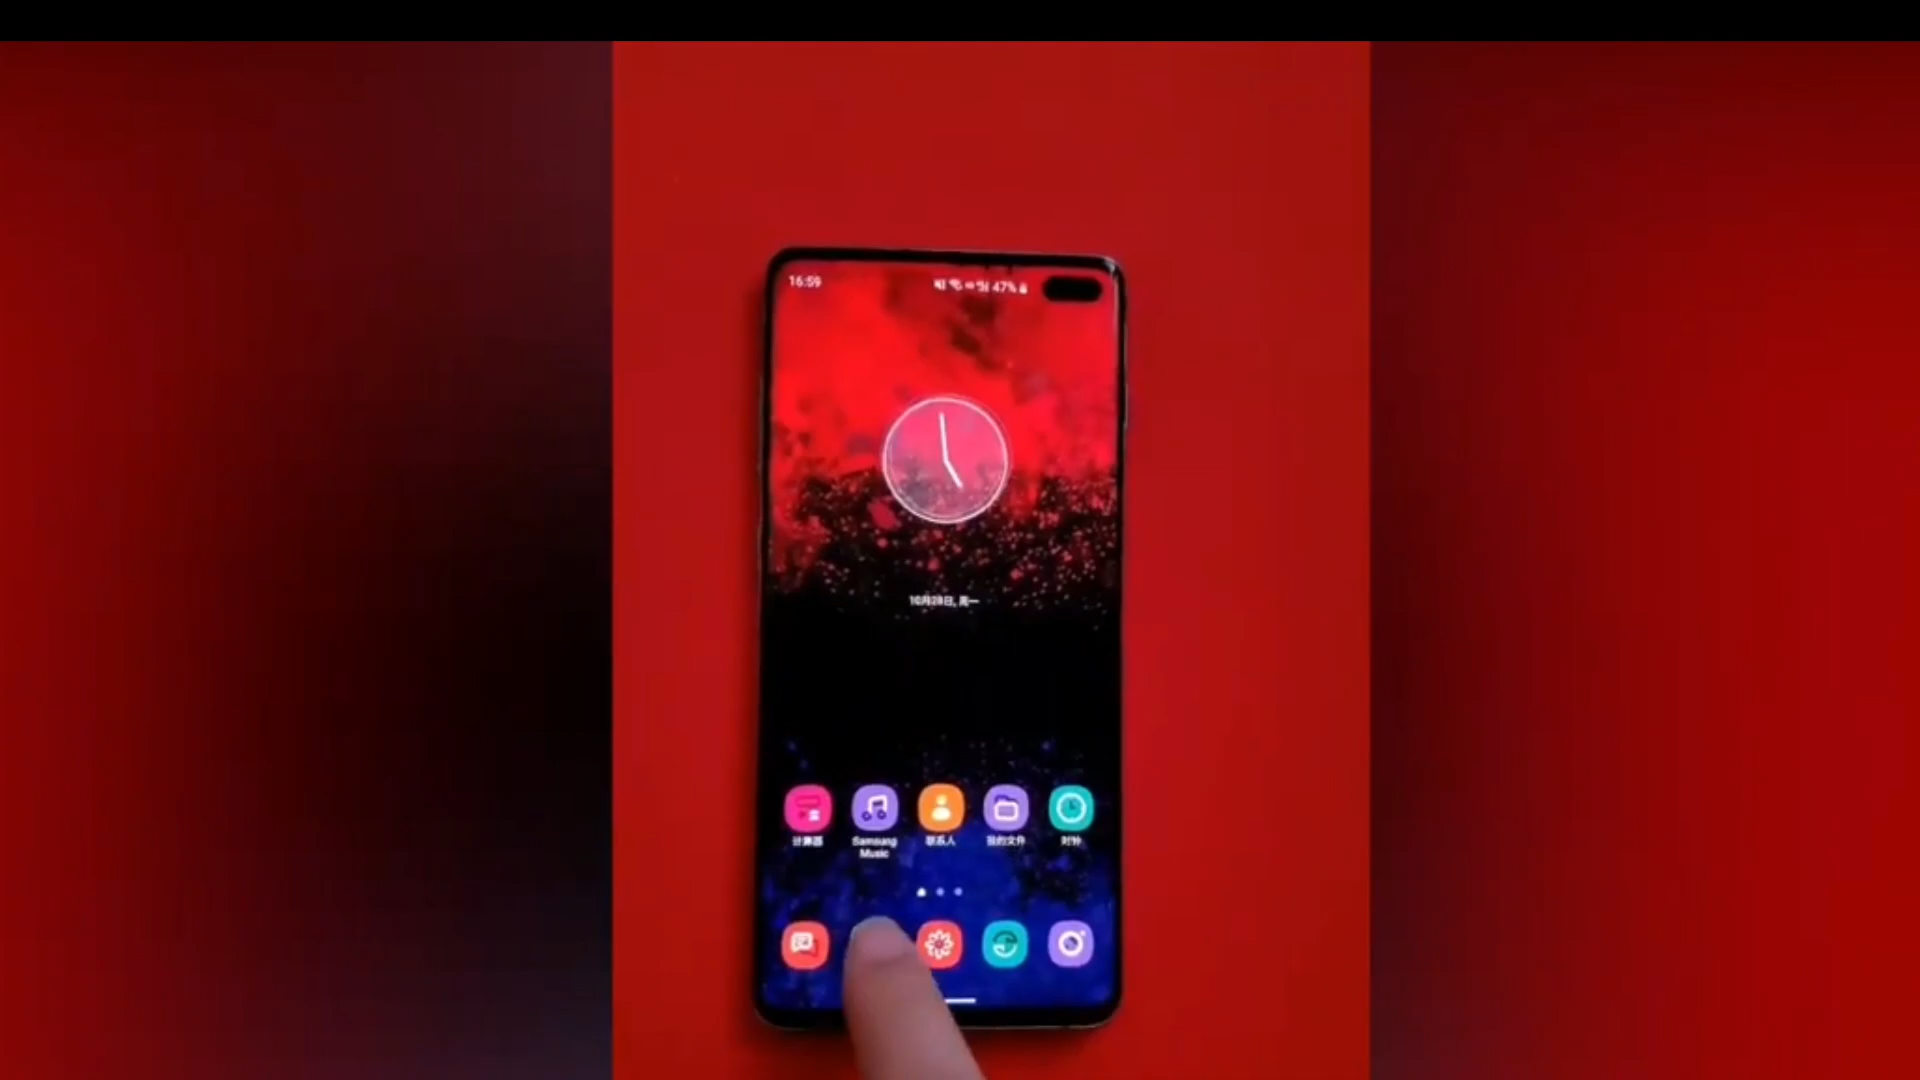 16:59
47%
10月28日, 周一
计算器
Samsung
Music
联系人
我的文件
时钟